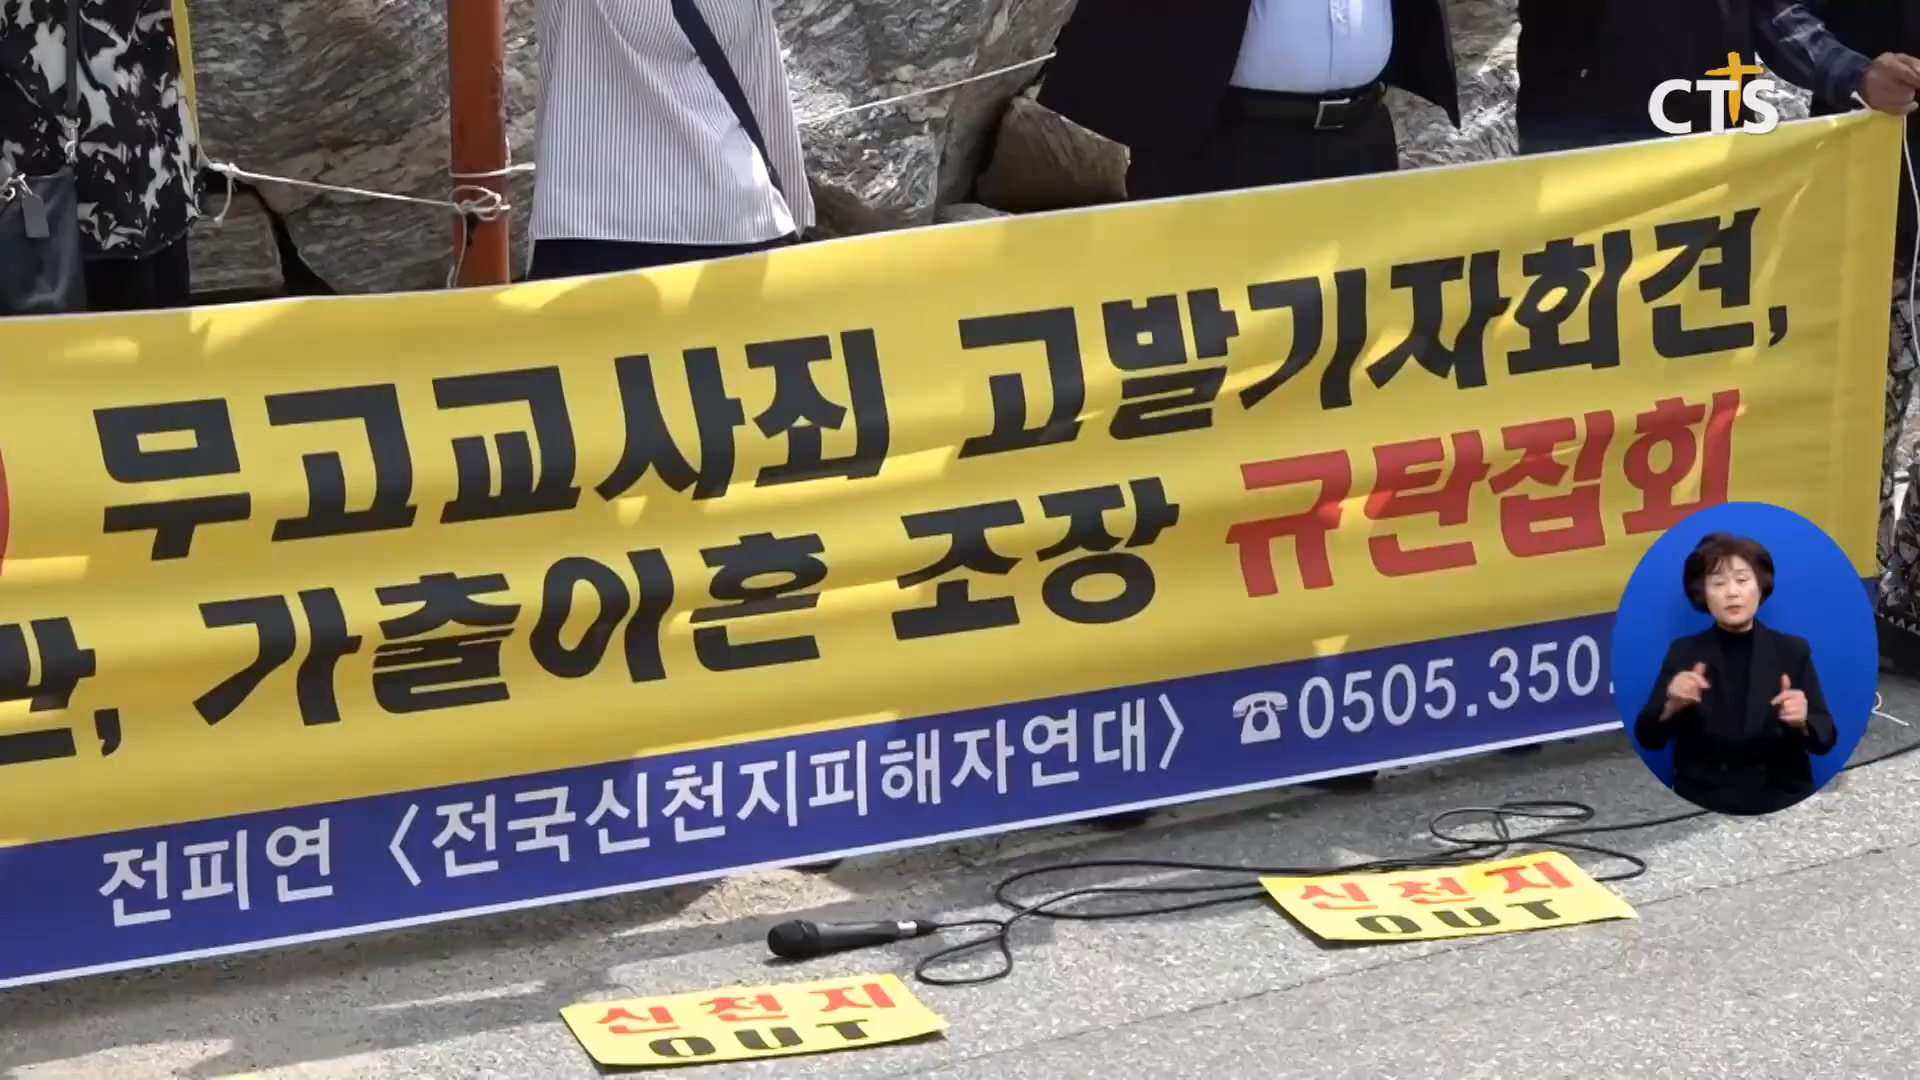 CTS
무고교사죄 고발기자회견,
, 가출이혼 조장 규탄집회
전피연 〈전국신천지피해자연대〉 ☎0505.350.
신천지
OUT
신천지
OUT